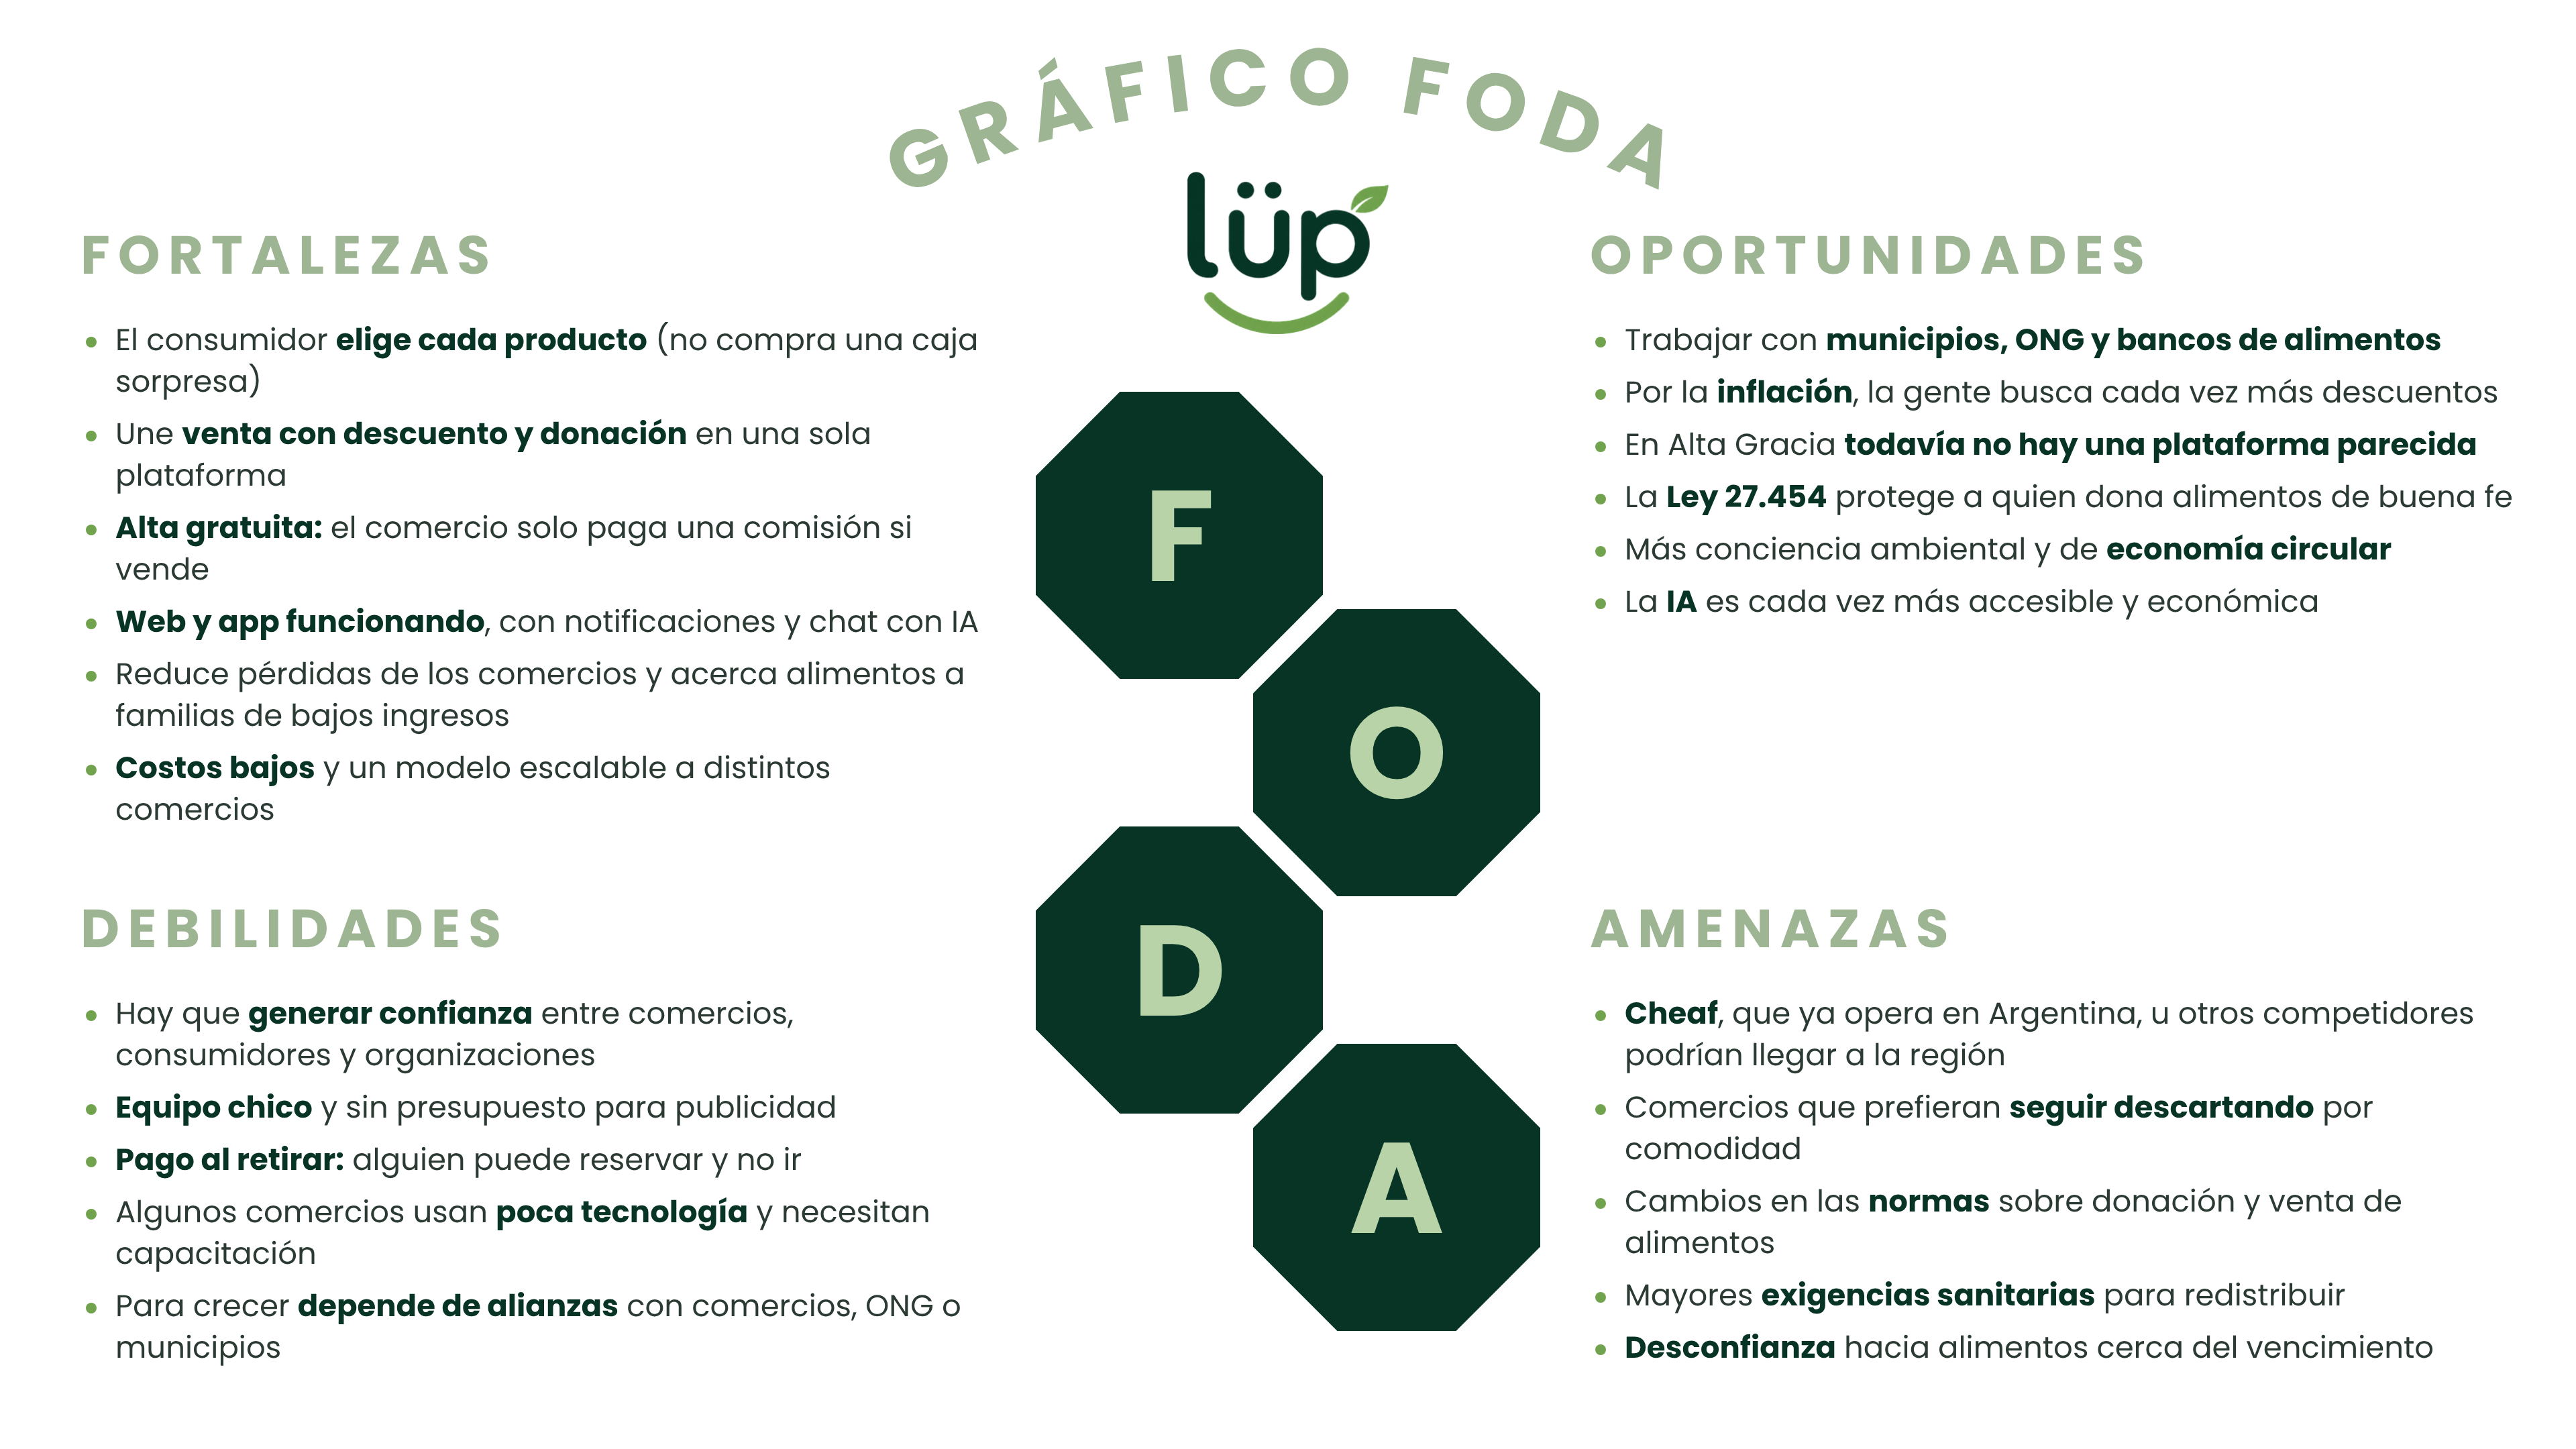 GRÁFICO FODA
lüp
FORTALEZAS
• El consumidor elige cada producto (no compra una caja
sorpresa)
• Une venta con descuento y donación en una sola
plataforma
• Alta gratuita: el comercio solo paga una comisión si
vende
• Web y app funcionando, con notificaciones y chat con IA
• Reduce pérdidas de los comercios y acerca alimentos a
familias de bajos ingresos
• Costos bajos y un modelo escalable a distintos
comercios
OPORTUNIDADES
• Trabajar con municipios, ONG y bancos de alimentos
• Por la inflación, la gente busca cada vez más descuentos
• En Alta Gracia todavía no hay una plataforma parecida
• La Ley 27.454 protege a quien dona alimentos de buena fe
• Más conciencia ambiental y de economía circular
• La IA es cada vez más accesible y económica
F
O
D
A
DEBILIDADES
• Hay que generar confianza entre comercios,
consumidores y organizaciones
• Equipo chico y sin presupuesto para publicidad
• Pago al retirar: alguien puede reservar y no ir
• Algunos comercios usan poca tecnología y necesitan
capacitación
• Para crecer depende de alianzas con comercios, ONG o
municipios
AMENAZAS
• Cheaf, que ya opera en Argentina, u otros competidores
podrían llegar a la región
• Comercios que prefieran seguir descartando por
comodidad
• Cambios en las normas sobre donación y venta de
alimentos
• Mayores exigencias sanitarias para redistribuir
• Desconfianza hacia alimentos cerca del vencimiento